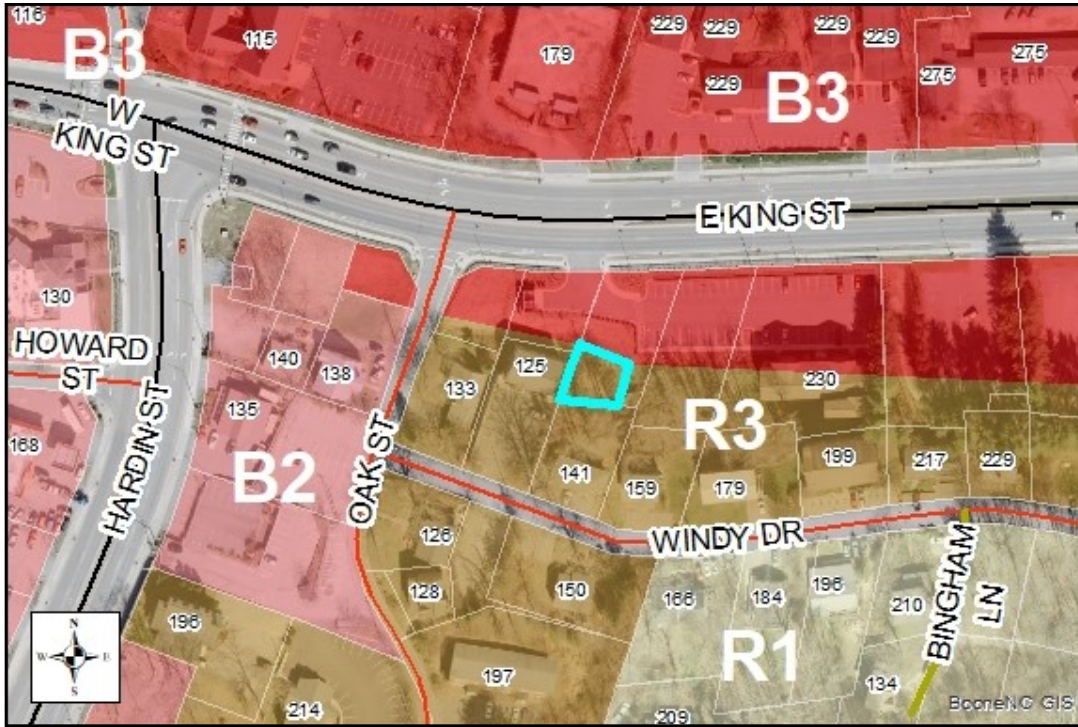 116
B3
115
179
229
229
229
229
229
B3
275
275
W
KING ST
E KING ST
130
HOWARD
ST
140
138
135
133
125
230
R3
168
HARDIN ST
B2
OAK ST
141
159
179
199
217
229
WINDY DR
126
128
150
166
184
196
210
BINGHAM
LN
R1
196
197
134
N
W E
S
214
209
BooneNC GIS